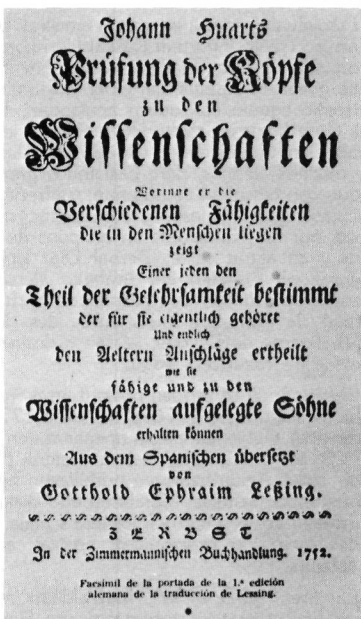 Johann Huarts
Prüfung der Köpfe
zu den
Wissenschaften
Worinne er die
Verschiedenen Fähigkeiten
die in den Menschen liegen
zeigt
Einer jeden den
Theil der Gelehrsamkeit bestimmt
der für sie eigentlich gehöret
Und endlich
den Aeltern Anschläge ertheilt
wie sie
fähige und zu den
Wissenschaften aufgelegte Söhne
erhalten können
Aus dem Spanischen übersetzt
von
Gotthold Ephraim Leßing.
ZERBST
In der Zimmermannischen Buchhandlung. 1752.
Facsímil de la portada de la 1.ª edición
alemana de la traducción de Lessing.